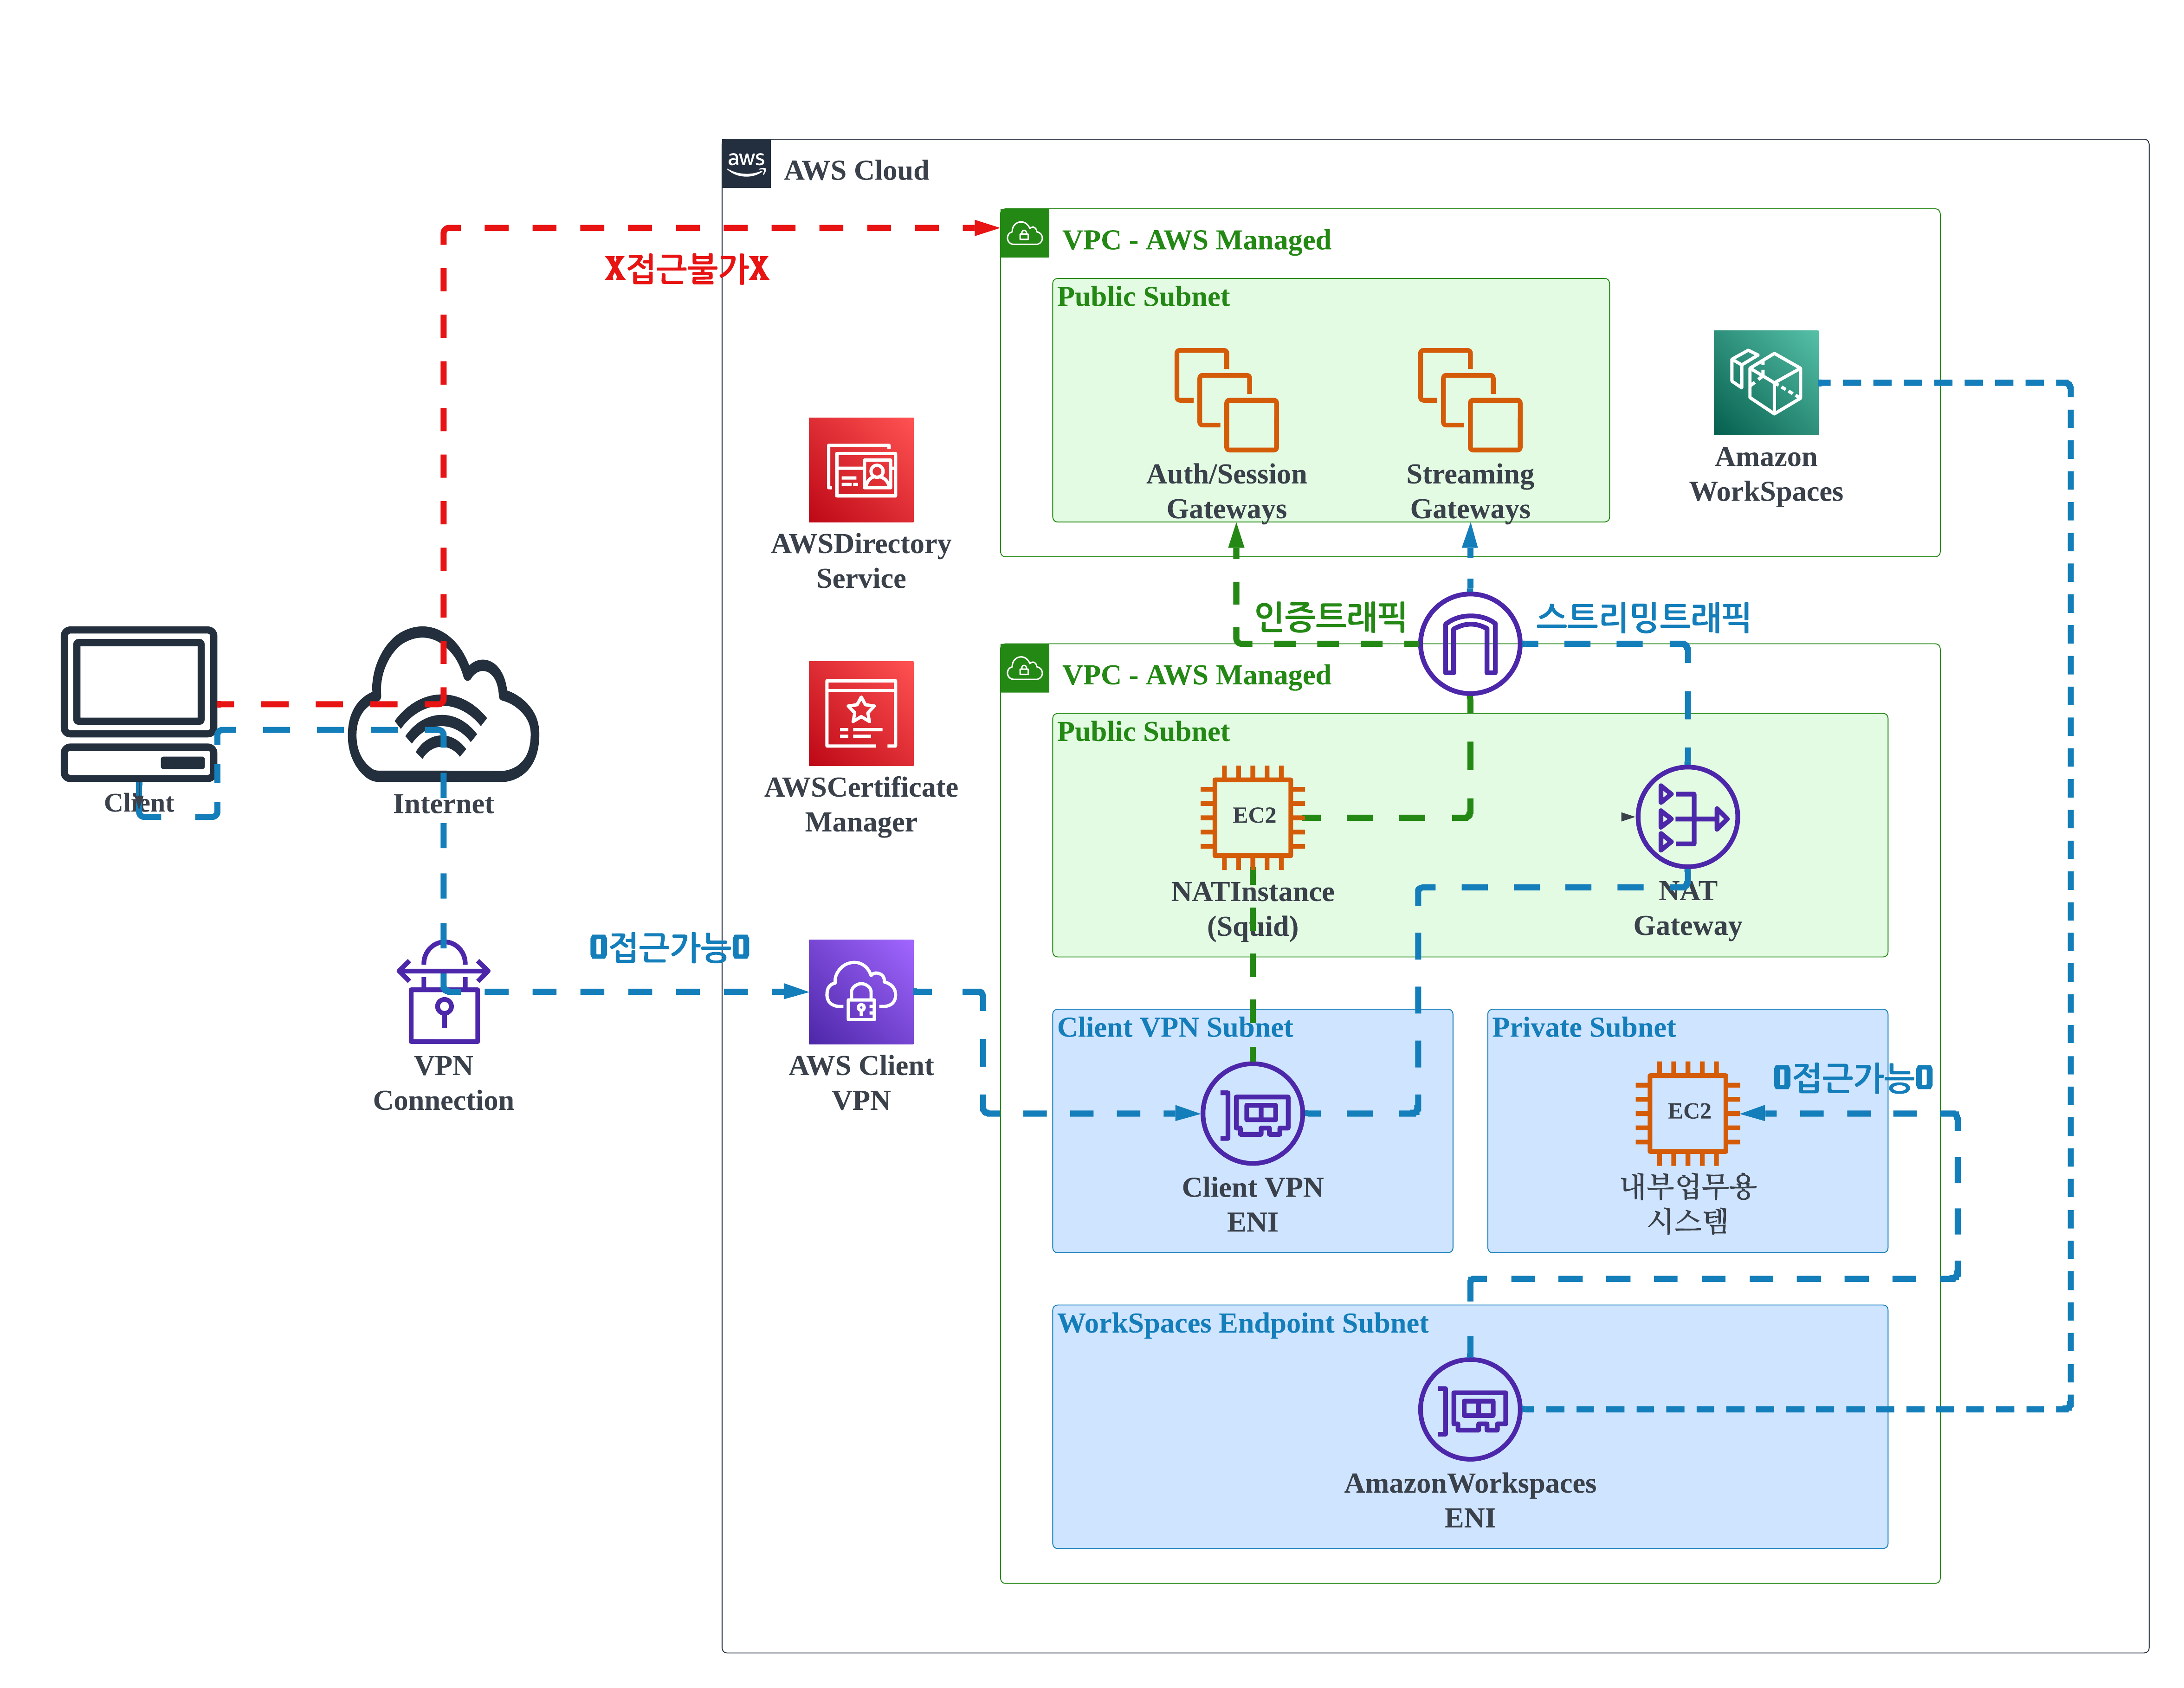 aws
AWS Cloud
VPC - AWS Managed
X접근불가X
Public Subnet
Auth/Session
Gateways
Streaming
Gateways
Amazon
WorkSpaces
AWSDirectory
Service
인증트래픽
스트리밍트래픽
VPC - AWS Managed
Public Subnet
Client
Internet
AWSCertificate
Manager
EC2
NATInstance
(Squid)
NAT
Gateway
O접근가능O
VPN
Connection
AWS Client
VPN
Client VPN Subnet
Client VPN
ENI
Private Subnet
O접근가능O
EC2
내부업무용
시스템
WorkSpaces Endpoint Subnet
AmazonWorkspaces
ENI